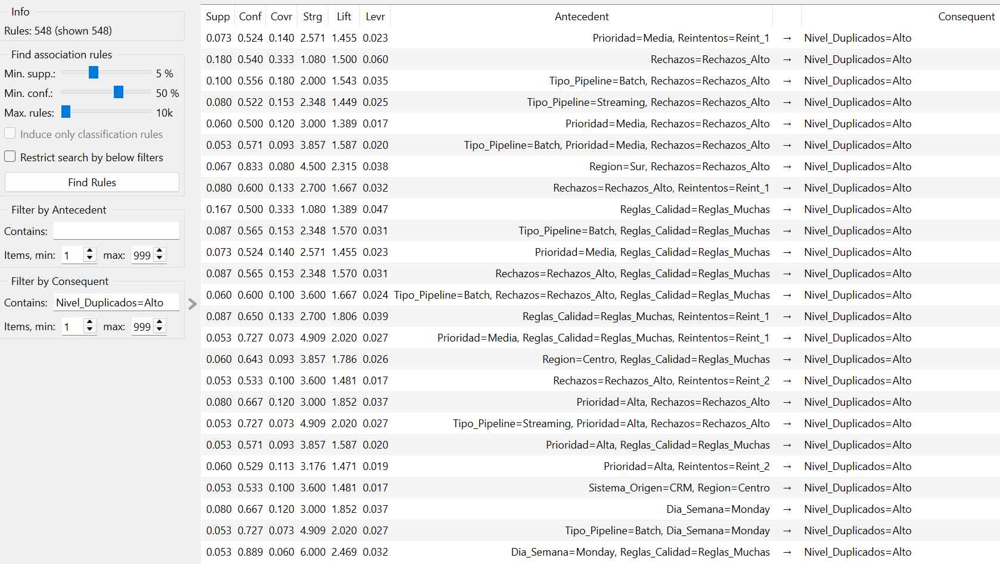 Info
Rules: 548 (shown 548)
Find association rules
Min. supp.: 5 %
Min. conf.: 50 %
Max. rules: 10k
Induce only classification rules
Restrict search by below filters
Find Rules
Filter by Antecedent
Contains:
Items, min: 1 max: 999
Filter by Consequent
Contains: Nivel_Duplicados=Alto
Items, min: 1 max: 999
Supp Conf Covr Strg Lift Levr Antecedent Consequent
0.073 0.524 0.140 2.571 1.455 0.023 Prioridad=Media, Reintentos=Reint_1 → Nivel_Duplicados=Alto
0.180 0.540 0.333 1.080 1.500 0.060 Rechazos=Rechazos_Alto → Nivel_Duplicados=Alto
0.100 0.556 0.180 2.000 1.543 0.035 Tipo_Pipeline=Batch, Rechazos=Rechazos_Alto → Nivel_Duplicados=Alto
0.080 0.522 0.153 2.348 1.449 0.025 Tipo_Pipeline=Streaming, Rechazos=Rechazos_Alto → Nivel_Duplicados=Alto
0.060 0.500 0.120 3.000 1.389 0.017 Prioridad=Media, Rechazos=Rechazos_Alto → Nivel_Duplicados=Alto
0.053 0.571 0.093 3.857 1.587 0.020 Tipo_Pipeline=Batch, Prioridad=Media, Rechazos=Rechazos_Alto → Nivel_Duplicados=Alto
0.067 0.833 0.080 4.500 2.315 0.038 Region=Sur, Rechazos=Rechazos_Alto → Nivel_Duplicados=Alto
0.080 0.600 0.133 2.700 1.667 0.032 Rechazos=Rechazos_Alto, Reintentos=Reint_1 → Nivel_Duplicados=Alto
0.167 0.500 0.333 1.080 1.389 0.047 Reglas_Calidad=Reglas_Muchas → Nivel_Duplicados=Alto
0.087 0.565 0.153 2.348 1.570 0.031 Tipo_Pipeline=Batch, Reglas_Calidad=Reglas_Muchas → Nivel_Duplicados=Alto
0.073 0.524 0.140 2.571 1.455 0.023 Prioridad=Media, Reglas_Calidad=Reglas_Muchas → Nivel_Duplicados=Alto
0.087 0.565 0.153 2.348 1.570 0.031 Rechazos=Rechazos_Alto, Reglas_Calidad=Reglas_Muchas → Nivel_Duplicados=Alto
0.060 0.600 0.100 3.600 1.667 0.024 Tipo_Pipeline=Batch, Rechazos=Rechazos_Alto, Reglas_Calidad=Reglas_Muchas → Nivel_Duplicados=Alto
0.087 0.650 0.133 2.700 1.806 0.039 Reglas_Calidad=Reglas_Muchas, Reintentos=Reint_1 → Nivel_Duplicados=Alto
0.053 0.727 0.073 4.909 2.020 0.027 Prioridad=Media, Reglas_Calidad=Reglas_Muchas, Reintentos=Reint_1 → Nivel_Duplicados=Alto
0.060 0.643 0.093 3.857 1.786 0.026 Region=Centro, Reglas_Calidad=Reglas_Muchas → Nivel_Duplicados=Alto
0.053 0.533 0.100 3.600 1.481 0.017 Rechazos=Rechazos_Alto, Reintentos=Reint_2 → Nivel_Duplicados=Alto
0.080 0.667 0.120 3.000 1.852 0.037 Prioridad=Alta, Rechazos=Rechazos_Alto → Nivel_Duplicados=Alto
0.053 0.727 0.073 4.909 2.020 0.027 Tipo_Pipeline=Streaming, Prioridad=Alta, Rechazos=Rechazos_Alto → Nivel_Duplicados=Alto
0.053 0.571 0.093 3.857 1.587 0.020 Prioridad=Alta, Reglas_Calidad=Reglas_Muchas → Nivel_Duplicados=Alto
0.060 0.529 0.113 3.176 1.471 0.019 Prioridad=Alta, Reintentos=Reint_2 → Nivel_Duplicados=Alto
0.053 0.533 0.100 3.600 1.481 0.017 Sistema_Origen=CRM, Region=Centro → Nivel_Duplicados=Alto
0.080 0.667 0.120 3.000 1.852 0.037 Dia_Semana=Monday → Nivel_Duplicados=Alto
0.053 0.727 0.073 4.909 2.020 0.027 Tipo_Pipeline=Batch, Dia_Semana=Monday → Nivel_Duplicados=Alto
0.053 0.889 0.060 6.000 2.469 0.032 Dia_Semana=Monday, Reglas_Calidad=Reglas_Muchas → Nivel_Duplicados=Alto